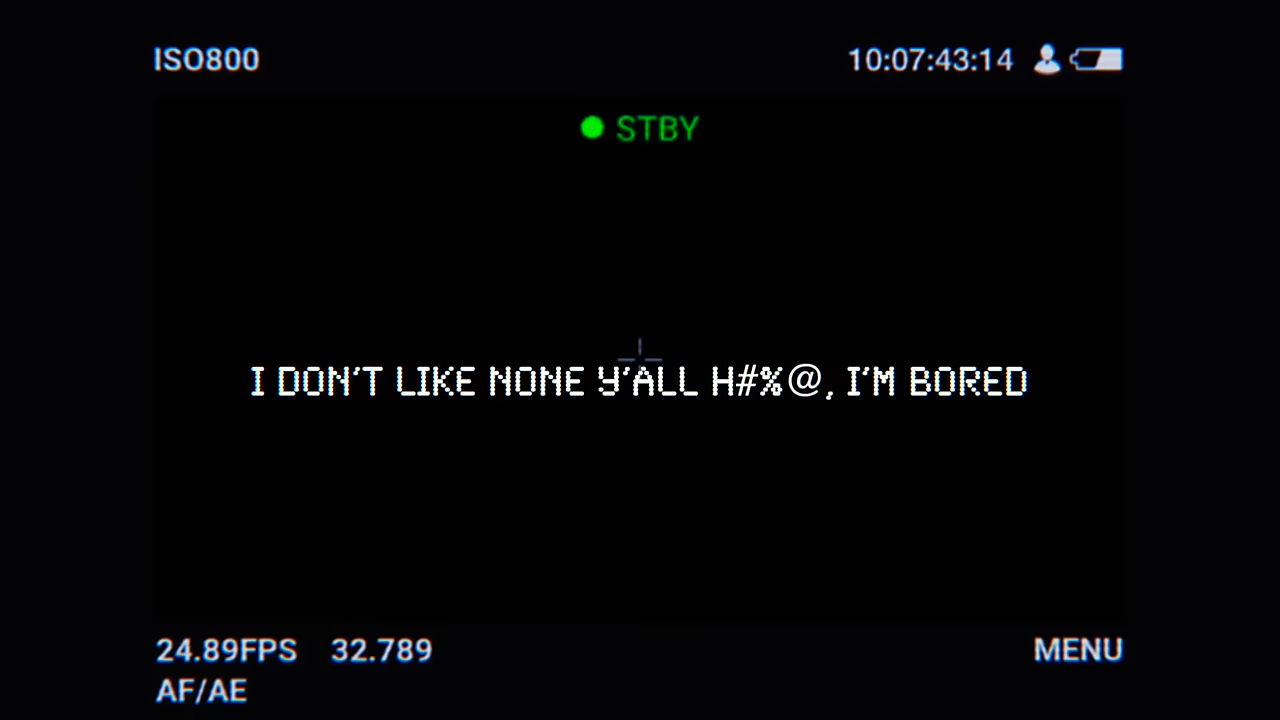 ISO800 10:07:43:14
STBY
I DON'T LIKE NONE Y'ALL H#%@, I'M BORED
24.89FPS 32.789 MENU
AF/AE